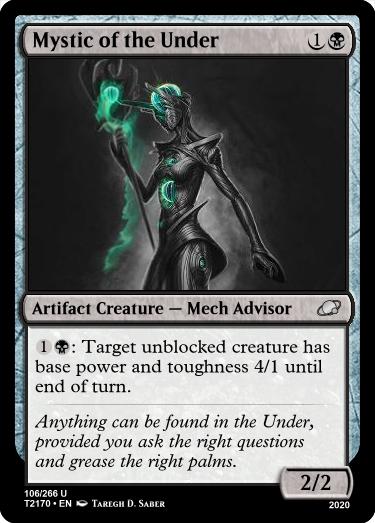 Mystic of the Under 1
Artifact Creature — Mech Advisor
1 : Target unblocked creature has
base power and toughness 4/1 until
end of turn.
Anything can be found in the Under,
provided you ask the right questions
and grease the right palms.
2/2
106/266 U
T2170 • EN TAREGH D. SABER
2020